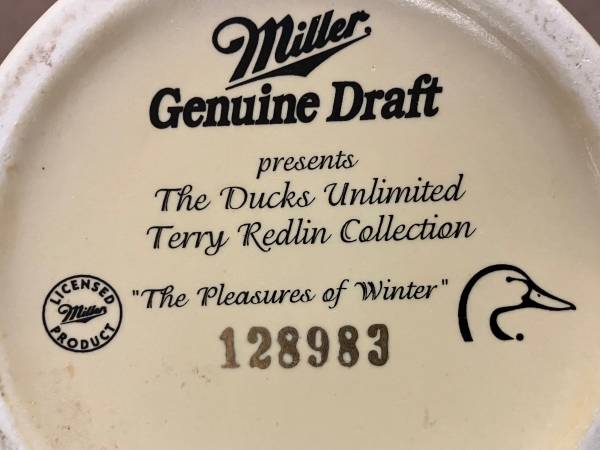 Miller
Genuine Draft
presents
The Ducks Unlimited
Terry Redlin Collection
LICENSED
Miller
PRODUCT
"The Pleasures of Winter"
128983